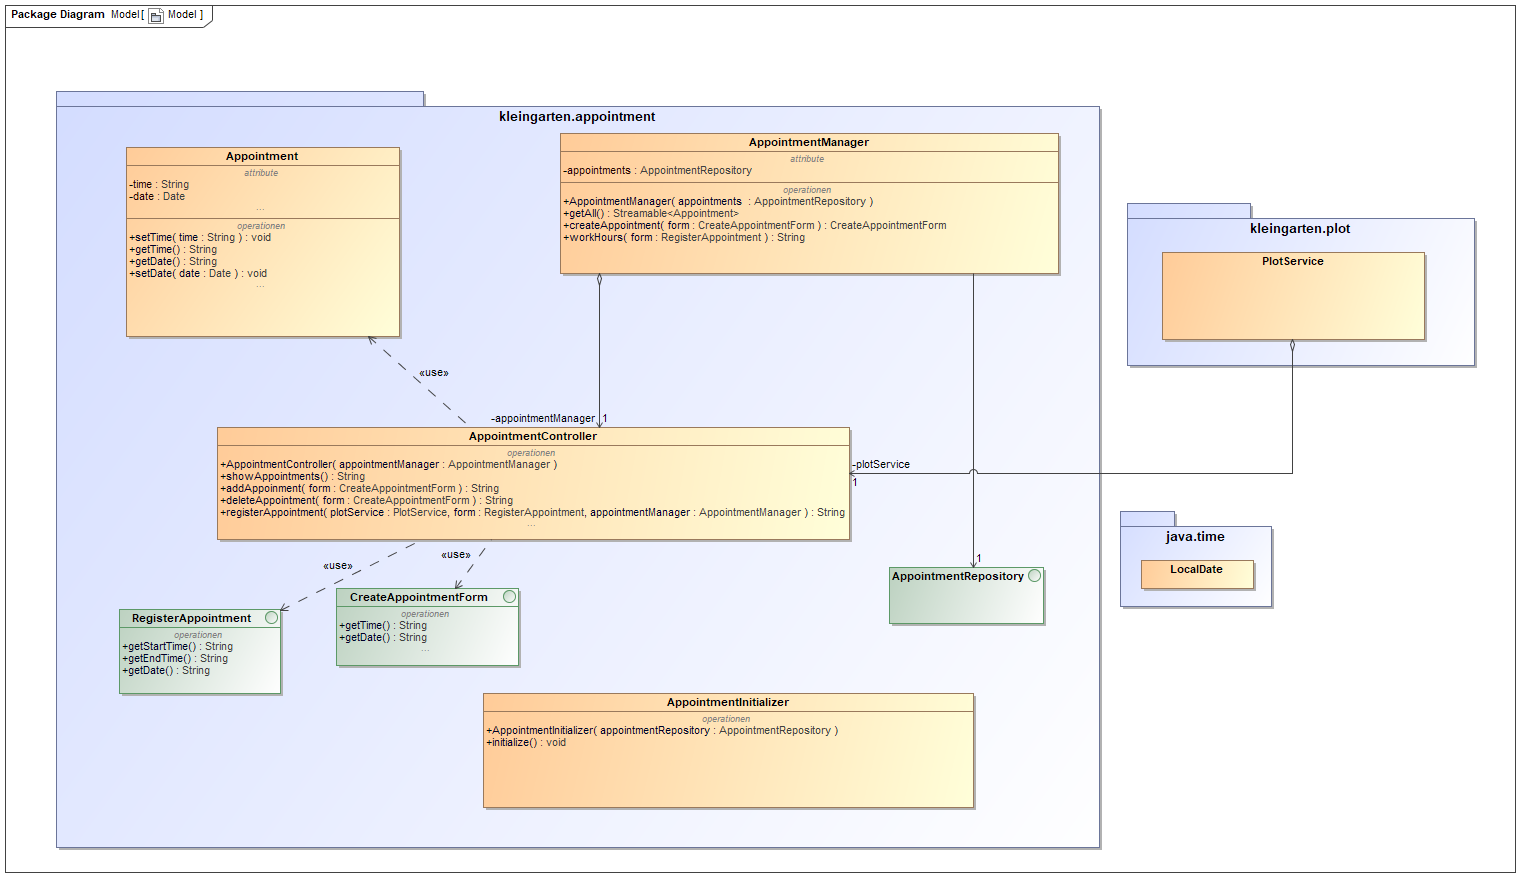 Package Diagram Model[ Model ]
kleingarten.appointment
Appointment
attribute
-time : String
-date : Date
...
operationen
+setTime( time : String ) : void
+getTime() : String
+getDate() : String
+setDate( date : Date ) : void
...
AppointmentManager
attribute
-appointments : AppointmentRepository
operationen
+AppointmentManager( appointments : AppointmentRepository )
+getAll() : Streamable<Appointment>
+createAppointment( form : CreateAppointmentForm ) : CreateAppointmentForm
+workHours( form : RegisterAppointment ) : String
kleingarten.plot
PlotService
«use»
-appointmentManager 1
AppointmentController
operationen
+AppointmentController( appointmentManager : AppointmentManager )
+showAppointments() : String
+addAppoinment( form : CreateAppointmentForm ) : String
+deleteAppointment( form : CreateAppointmentForm ) : String
+registerAppointment( plotService : PlotService, form : RegisterAppointment, appointmentManager : AppointmentManager ) : String
...
-plotService
1
java.time
LocalDate
«use»
«use»
1
AppointmentRepository
RegisterAppointment
operationen
+getStartTime() : String
+getEndTime() : String
+getDate() : String
CreateAppointmentForm
operationen
+getTime() : String
+getDate() : String
...
AppointmentInitializer
operationen
+AppointmentInitializer( appointmentRepository : AppointmentRepository )
+initialize() : void